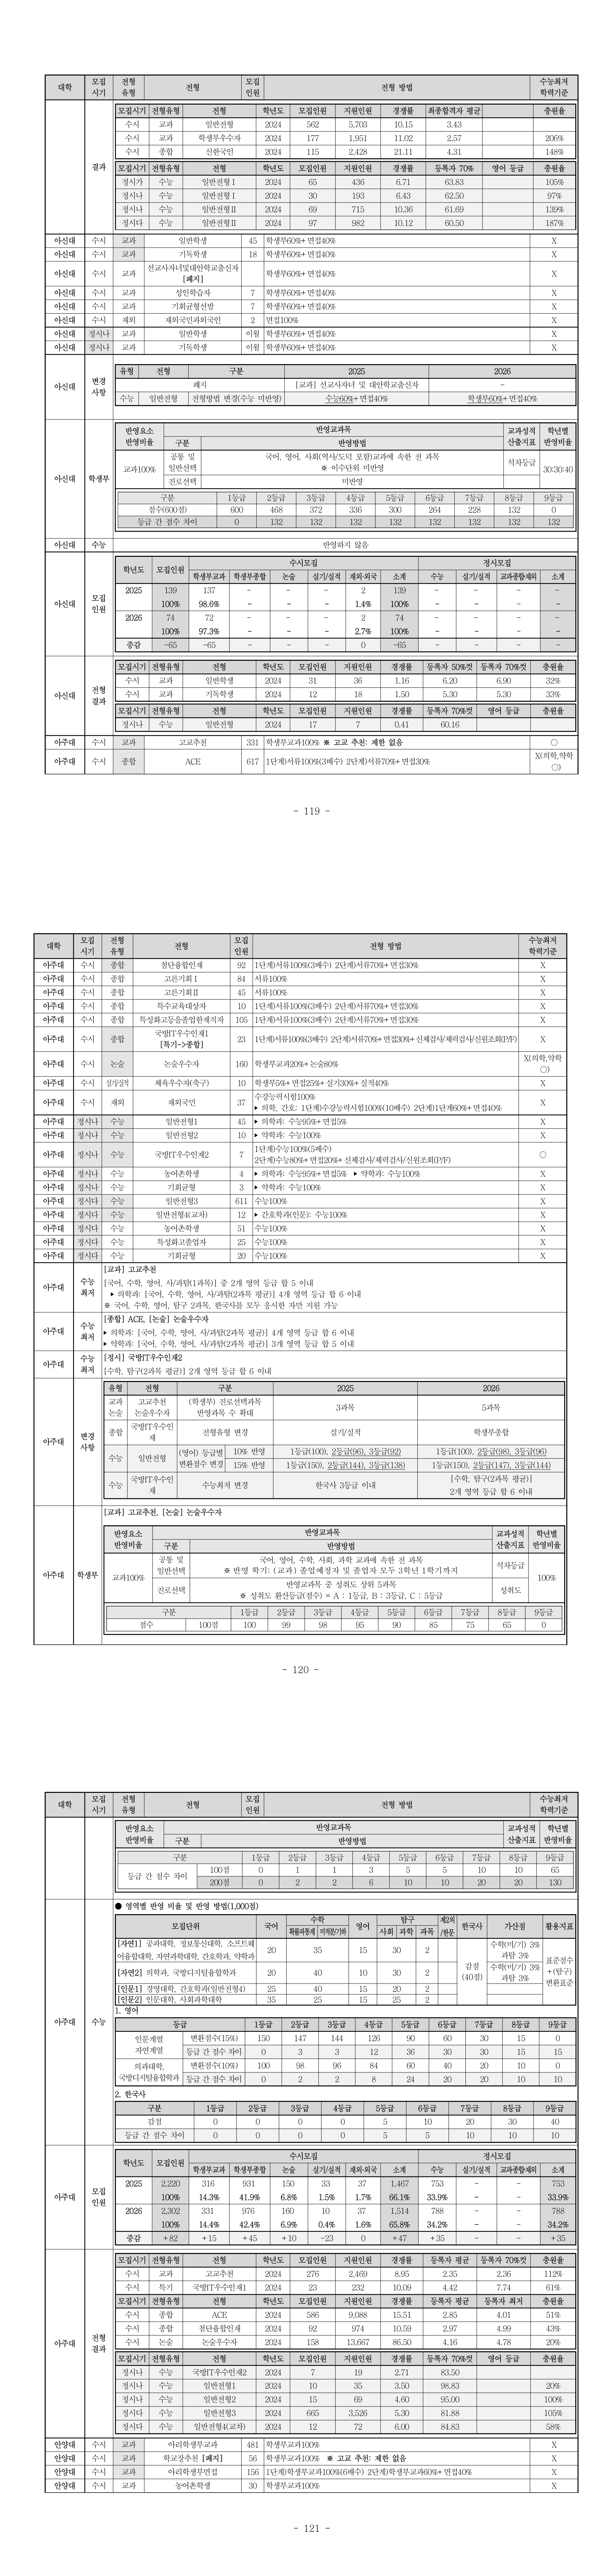 대학 모집시기 전형유형 전형 모집인원 전형 방법 수능최저학력기준
결과
모집시기 전형유형 전형 학년도 모집인원 지원인원 경쟁률 최종합격자 평균 충원율
수시 교과 일반전형 2024 562 5,703 10.15 3.43
수시 교과 학생부우수자 2024 177 1,951 11.02 2.57 206%
수시 종합 신한국인 2024 115 2,428 21.11 4.31 148%
모집시기 전형유형 전형 학년도 모집인원 지원인원 경쟁률 등록자 70% 영어 등급 충원율
정시가 수능 일반전형Ⅰ 2024 65 436 6.71 63.83 105%
정시나 수능 일반전형Ⅰ 2024 30 193 6.43 62.50 97%
정시나 수능 일반전형Ⅱ 2024 69 715 10.36 61.69 139%
정시다 수능 일반전형Ⅱ 2024 97 982 10.12 60.50 187%
아신대 수시 교과 일반학생 45 학생부60%+면접40% X
아신대 수시 교과 기독학생 18 학생부60%+면접40% X
아신대 수시 교과 선교사자녀및대안학교출신자 [폐지] 학생부60%+면접40% X
아신대 수시 교과 성인학습자 7 학생부60%+면접40% X
아신대 수시 교과 기회균형선발 7 학생부60%+면접40% X
아신대 수시 재외 재외국민과외국인 2 면접100% X
아신대 정시나 교과 일반학생 이월 학생부60%+면접40% X
아신대 정시나 교과 기독학생 이월 학생부60%+면접40% X
아신대 변경사항
유형 전형 구분 2025 2026
폐지 [교과] 선교사자녀 및 대안학교출신자 -
수능 일반전형 전형방법 변경(수능 미반영) 수능60%+면접40% 학생부60%+면접40%
아신대 학생부
반영요소 반영비율 반영교과목 교과성적 산출지표 학년별 반영비율
구분 반영방법
교과100% 공통 및 일반선택 국어, 영어, 사회(역사/도덕 포함)교과에 속한 전 과목 석차등급 30:30:40
※ 이수단위 미반영
진로선택 미반영
구분 1등급 2등급 3등급 4등급 5등급 6등급 7등급 8등급 9등급
점수(600점) 600 468 372 336 300 264 228 132 0
등급 간 점수 차이 0 132 132 132 132 132 132 132 132
아신대 수능 반영하지 않음
아신대 모집인원
학년도 모집인원 수시모집 정시모집
학생부교과 학생부종합 논술 실기/실적 재외·외국 소계 수능 실기/실적 교과종합재외 소계
2025 139 137 - - - 2 139 - - - -
100% 98.6% - - - 1.4% 100% - - - -
2026 74 72 - - - 2 74 - - - -
100% 97.3% - - - 2.7% 100% - - - -
증감 -65 -65 - - - 0 -65 - - - -
아신대 전형결과
모집시기 전형유형 전형 학년도 모집인원 지원인원 경쟁률 등록자 50%컷 등록자 70%컷 충원율
수시 교과 일반학생 2024 31 36 1.16 6.20 6.90 32%
수시 교과 기독학생 2024 12 18 1.50 5.30 5.30 33%
모집시기 전형유형 전형 학년도 모집인원 지원인원 경쟁률 등록자 70%컷 영어 등급 충원율
정시나 수능 일반전형 2024 17 7 0.41 60.16
아주대 수시 교과 고교추천 331 학생부교과100% ※ 고교 추천: 제한 없음 ○
아주대 수시 종합 ACE 617 1단계)서류100%(3배수) 2단계)서류70%+면접30% X(의학,약학 ○)
- 119 -
대학 모집시기 전형유형 전형 모집인원 전형 방법 수능최저학력기준
아주대 수시 종합 첨단융합인재 92 1단계)서류100%(3배수) 2단계)서류70%+면접30% X
아주대 수시 종합 고른기회Ⅰ 84 서류100% X
아주대 수시 종합 고른기회Ⅱ 45 서류100% X
아주대 수시 종합 특수교육대상자 10 1단계)서류100%(3배수) 2단계)서류70%+면접30% X
아주대 수시 종합 특성화고등을졸업한재직자 105 1단계)서류100%(3배수) 2단계)서류70%+면접30% X
아주대 수시 종합 국방IT우수인재1 [특기->종합] 23 1단계)서류100%(3배수) 2단계)서류70%+면접30%+신체검사/체력검사/신원조회(P/F) X
아주대 수시 논술 논술우수자 160 학생부교과20%+논술80% X(의학,약학 ○)
아주대 수시 실기/실적 체육우수자(축구) 10 학생부5%+면접25%+실기30%+실적40% X
아주대 수시 재외 재외국민 37 수강능력시험100% X
▸의학, 간호: 1단계)수강능력시험100%(10배수) 2단계)1단계60%+면접40%
아주대 정시나 수능 일반전형1 45 ▸의학과: 수능95%+면접5% X
아주대 정시나 수능 일반전형2 10 ▸약학과: 수능100% X
아주대 정시나 수능 국방IT우수인재2 7 1단계)수능100%(5배수) ○
2단계)수능80%+면접20%+신체검사/체력검사/신원조회(P/F)
아주대 정시나 수능 농어촌학생 4 ▸의학과: 수능95%+면접5% ▸약학과: 수능100% X
아주대 정시나 수능 기회균형 3 ▸약학과: 수능100% X
아주대 정시다 수능 일반전형3 611 수능100% X
아주대 정시다 수능 일반전형4(교차) 12 ▸간호학과(인문): 수능100% X
아주대 정시다 수능 농어촌학생 51 수능100% X
아주대 정시다 수능 특성화고졸업자 25 수능100% X
아주대 정시다 수능 기회균형 20 수능100% X
아주대 수능최저
[교과] 고교추천
[국어, 수학, 영어, 사/과탐(1과목)] 중 2개 영역 등급 합 5 이내
▸의학과: [국어, 수학, 영어, 사/과탐(2과목 평균)] 4개 영역 등급 합 6 이내
※ 국어, 수학, 영어, 탐구 2과목, 한국사를 모두 응시한 자만 지원 가능
아주대 수능최저
[종합] ACE, [논술] 논술우수자
▸의학과: [국어, 수학, 영어, 사/과탐(2과목 평균)] 4개 영역 등급 합 6 이내
▸약학과: [국어, 수학, 영어, 사/과탐(2과목 평균)] 3개 영역 등급 합 5 이내
아주대 수능최저
[정시] 국방IT우수인재2
[수학, 탐구(2과목 평균)] 2개 영역 등급 합 6 이내
아주대 변경사항
유형 전형 구분 2025 2026
교과 논술 고교추천 논술우수자 (학생부) 진로선택과목 반영과목 수 확대 3과목 5과목
종합 국방IT우수인재 전형유형 변경 실기/실적 학생부종합
수능 일반전형 (영어) 등급별 변환점수 변경 10% 반영 1등급(100), 2등급(96), 3등급(92) 1등급(100), 2등급(98), 3등급(96)
15% 반영 1등급(150), 2등급(144), 3등급(138) 1등급(150), 2등급(147), 3등급(144)
수능 국방IT우수인재 수능최저 변경 한국사 3등급 이내 [수학, 탐구(2과목 평균)] 2개 영역 등급 합 6 이내
아주대 학생부
[교과] 고교추천, [논술] 논술우수자
반영요소 반영비율 반영교과목 교과성적 산출지표 학년별 반영비율
구분 반영방법
교과100% 공통 및 일반선택 국어, 영어, 수학, 사회, 과학 교과에 속한 전 과목 석차등급 100%
※ 반영 학기: (교과) 졸업예정자 및 졸업자 모두 3학년 1학기까지
진로선택 반영교과목 중 성취도 상위 5과목 성취도
※ 성취도 환산등급(점수) = A : 1등급, B : 3등급, C : 5등급
구분 1등급 2등급 3등급 4등급 5등급 6등급 7등급 8등급 9등급
점수 100점 100 99 98 95 90 85 75 65 0
- 120 -
대학 모집시기 전형유형 전형 모집인원 전형 방법 수능최저학력기준
반영요소 반영비율 반영교과목 교과성적 산출지표 학년별 반영비율
구분 반영방법
구분 1등급 2등급 3등급 4등급 5등급 6등급 7등급 8등급 9등급
등급 간 점수 차이 100점 0 1 1 3 5 5 10 10 65
200점 0 2 2 6 10 10 20 20 130
아주대 수능
● 영역별 반영 비율 및 반영 방법(1,000점)
모집단위 국어 수학 영어 탐구 제2외/한문 한국사 가산점 활용지표
확률과통계 미적분/기하 사회 과학 과목
[자연1] 공과대학, 정보통신대학, 소프트웨어융합대학, 자연과학대학, 간호학과, 약학과 20 35 15 30 2 감점(40점) 수학(미/기) 3% 과탐 3% 표준점수+(탐구)변환표준
[자연2] 의학과, 국방디지털융합학과 20 40 10 30 2 수학(미/기) 3% 과탐 3%
[인문1] 경영대학, 간호학과(일반전형4) 25 40 15 20 2
[인문2] 인문대학, 사회과학대학 35 25 15 25 2
1. 영어
등급 1등급 2등급 3등급 4등급 5등급 6등급 7등급 8등급 9등급
인문계열 자연계열 변환점수(15%) 150 147 144 126 90 60 30 15 0
등급 간 점수 차이 0 3 3 12 36 30 30 15 15
의과대학, 국방디지털융합학과 변환점수(10%) 100 98 96 84 60 40 20 10 0
등급 간 점수 차이 0 2 2 8 24 20 20 10 10
2. 한국사
구분 1등급 2등급 3등급 4등급 5등급 6등급 7등급 8등급 9등급
감점 0 0 0 0 5 10 20 30 40
등급 간 점수 차이 0 0 0 0 5 5 10 10 10
아주대 모집인원
학년도 모집인원 수시모집 정시모집
학생부교과 학생부종합 논술 실기/실적 재외·외국 소계 수능 실기/실적 교과종합재외 소계
2025 2,220 316 931 150 33 37 1,467 753 - - 753
100% 14.3% 41.9% 6.8% 1.5% 1.7% 66.1% 33.9% - - 33.9%
2026 2,302 331 976 160 10 37 1,514 788 - - 788
100% 14.4% 42.4% 6.9% 0.4% 1.6% 65.8% 34.2% - - 34.2%
증감 +82 +15 +45 +10 -23 0 +47 +35 - - +35
아주대 전형결과
모집시기 전형유형 전형 학년도 모집인원 지원인원 경쟁률 등록자 평균 등록자 70%컷 충원율
수시 교과 고교추천 2024 276 2,469 8.95 2.35 2.36 112%
수시 특기 국방IT우수인재1 2024 23 232 10.09 4.42 7.74 61%
모집시기 전형유형 전형 학년도 모집인원 지원인원 경쟁률 등록자 평균 등록자 최저 충원율
수시 종합 ACE 2024 586 9,088 15.51 2.85 4.01 51%
수시 종합 첨단융합인재 2024 92 974 10.59 2.97 4.99 43%
수시 논술 논술우수자 2024 158 13,667 86.50 4.16 4.78 20%
모집시기 전형유형 전형 학년도 모집인원 지원인원 경쟁률 등록자 70%컷 영어 등급 충원율
정시나 수능 국방IT우수인재2 2024 7 19 2.71 83.50
정시나 수능 일반전형1 2024 10 35 3.50 98.83 20%
정시나 수능 일반전형2 2024 15 69 4.60 95.00 100%
정시다 수능 일반전형3 2024 665 3,526 5.30 81.88 105%
정시다 수능 일반전형4(교차) 2024 12 72 6.00 84.83 58%
안양대 수시 교과 아리학생부교과 481 학생부교과100% X
안양대 수시 교과 학교장추천 [폐지] 56 학생부교과100% ※ 고교 추천: 제한 없음 X
안양대 수시 교과 아리학생부면접 156 1단계)학생부교과100%(6배수) 2단계)학생부교과60%+면접40% X
안양대 수시 교과 농어촌학생 30 학생부교과100% X
- 121 -